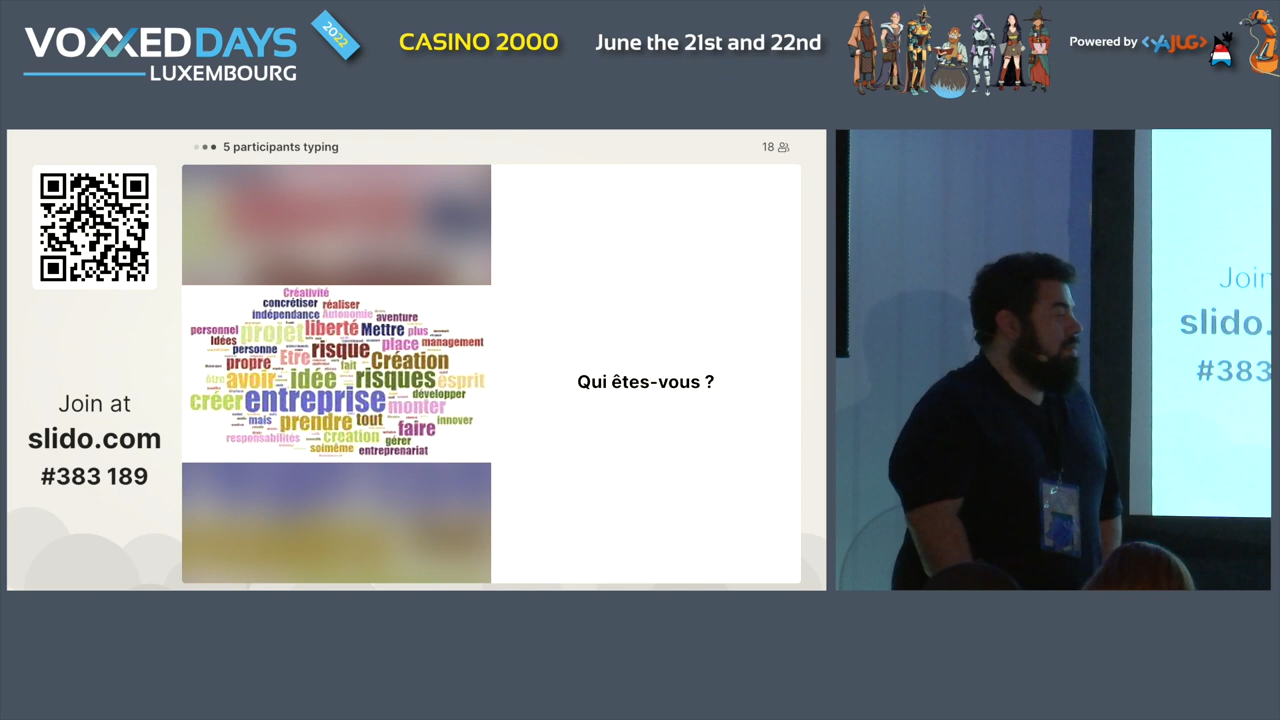 VOXXED DAYS
LUXEMBOURG
2022
CASINO 2000
June the 21st and 22nd
Powered by <YAJUG>
5 participants typing
18
Join at
slido.com
#383 189
Créativité
concrétiser réaliser
indépendance Autonomie aventure
personnel projet liberté Mettre plus
Idées personne risque place management
propre Etre fait Création
être avoir idée risques esprit
créer entreprise développer
monter
mais prendre tout innover
faire
responsabilités creation gérer
soimême entreprenariat
Qui êtes-vous ?
Join
slido.
#383